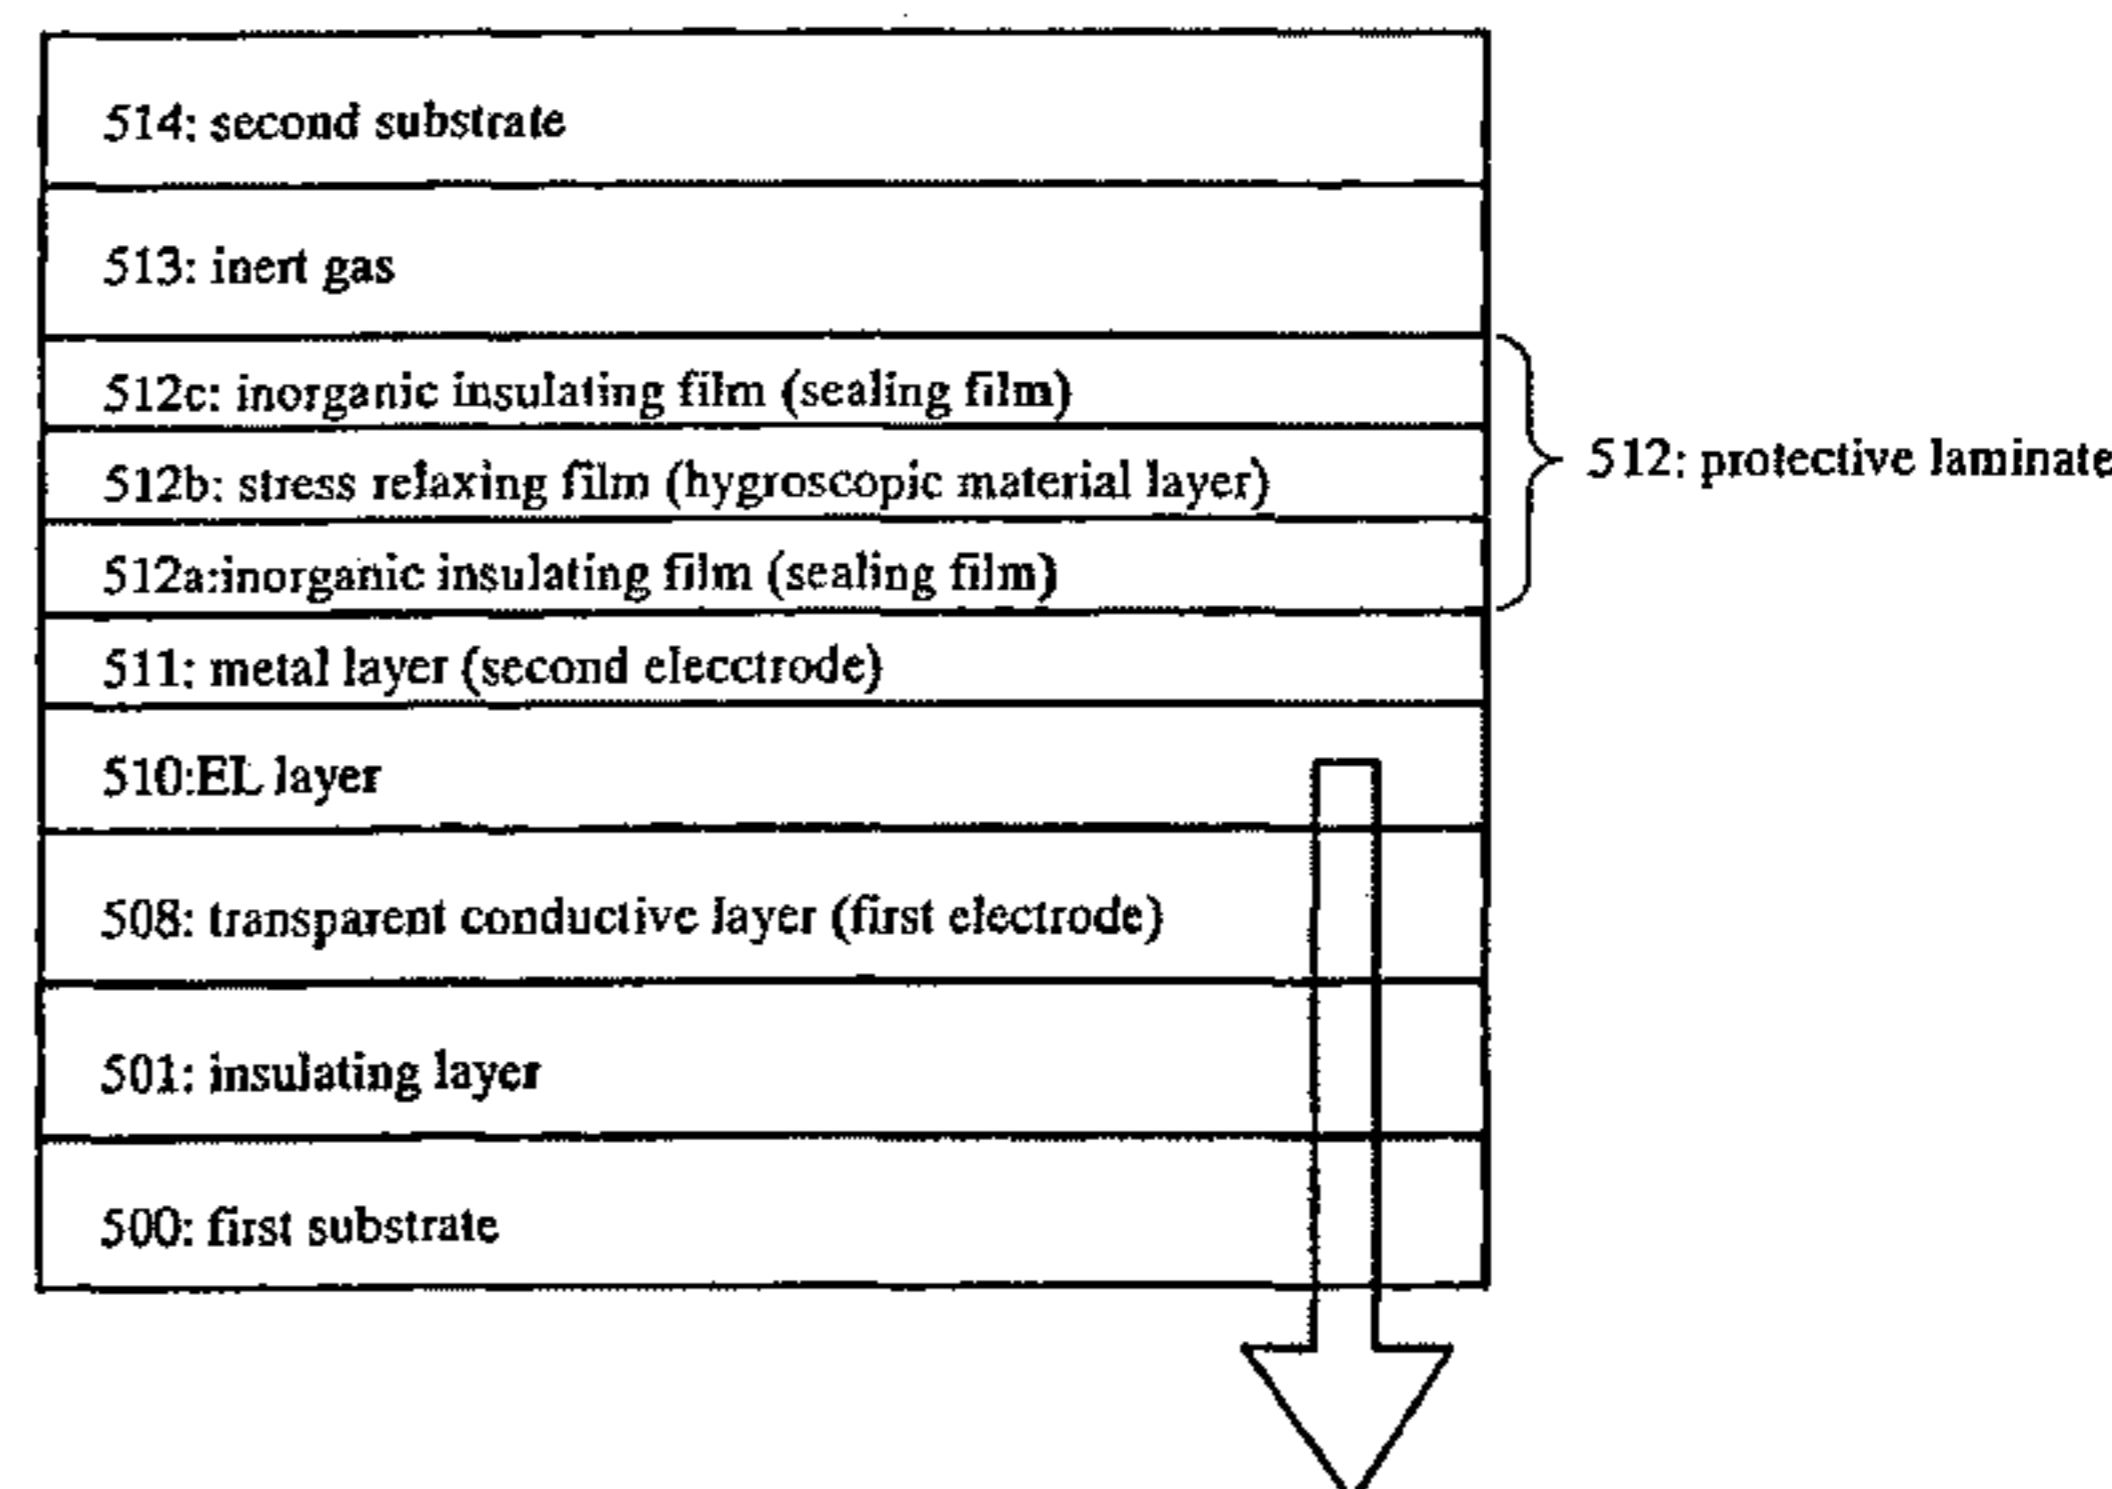 514: second substrate
513: inert gas
512c: inorganic insulating film (sealing film)
512b: stress relaxing film (hygroscopic material layer)
512: protective laminate
512a:inorganic insulating film (sealing film)
511: metal layer (second elecctrode)
510:EL layer
508: transparent conductive layer (first electrode)
501: insulating layer
500: first substrate